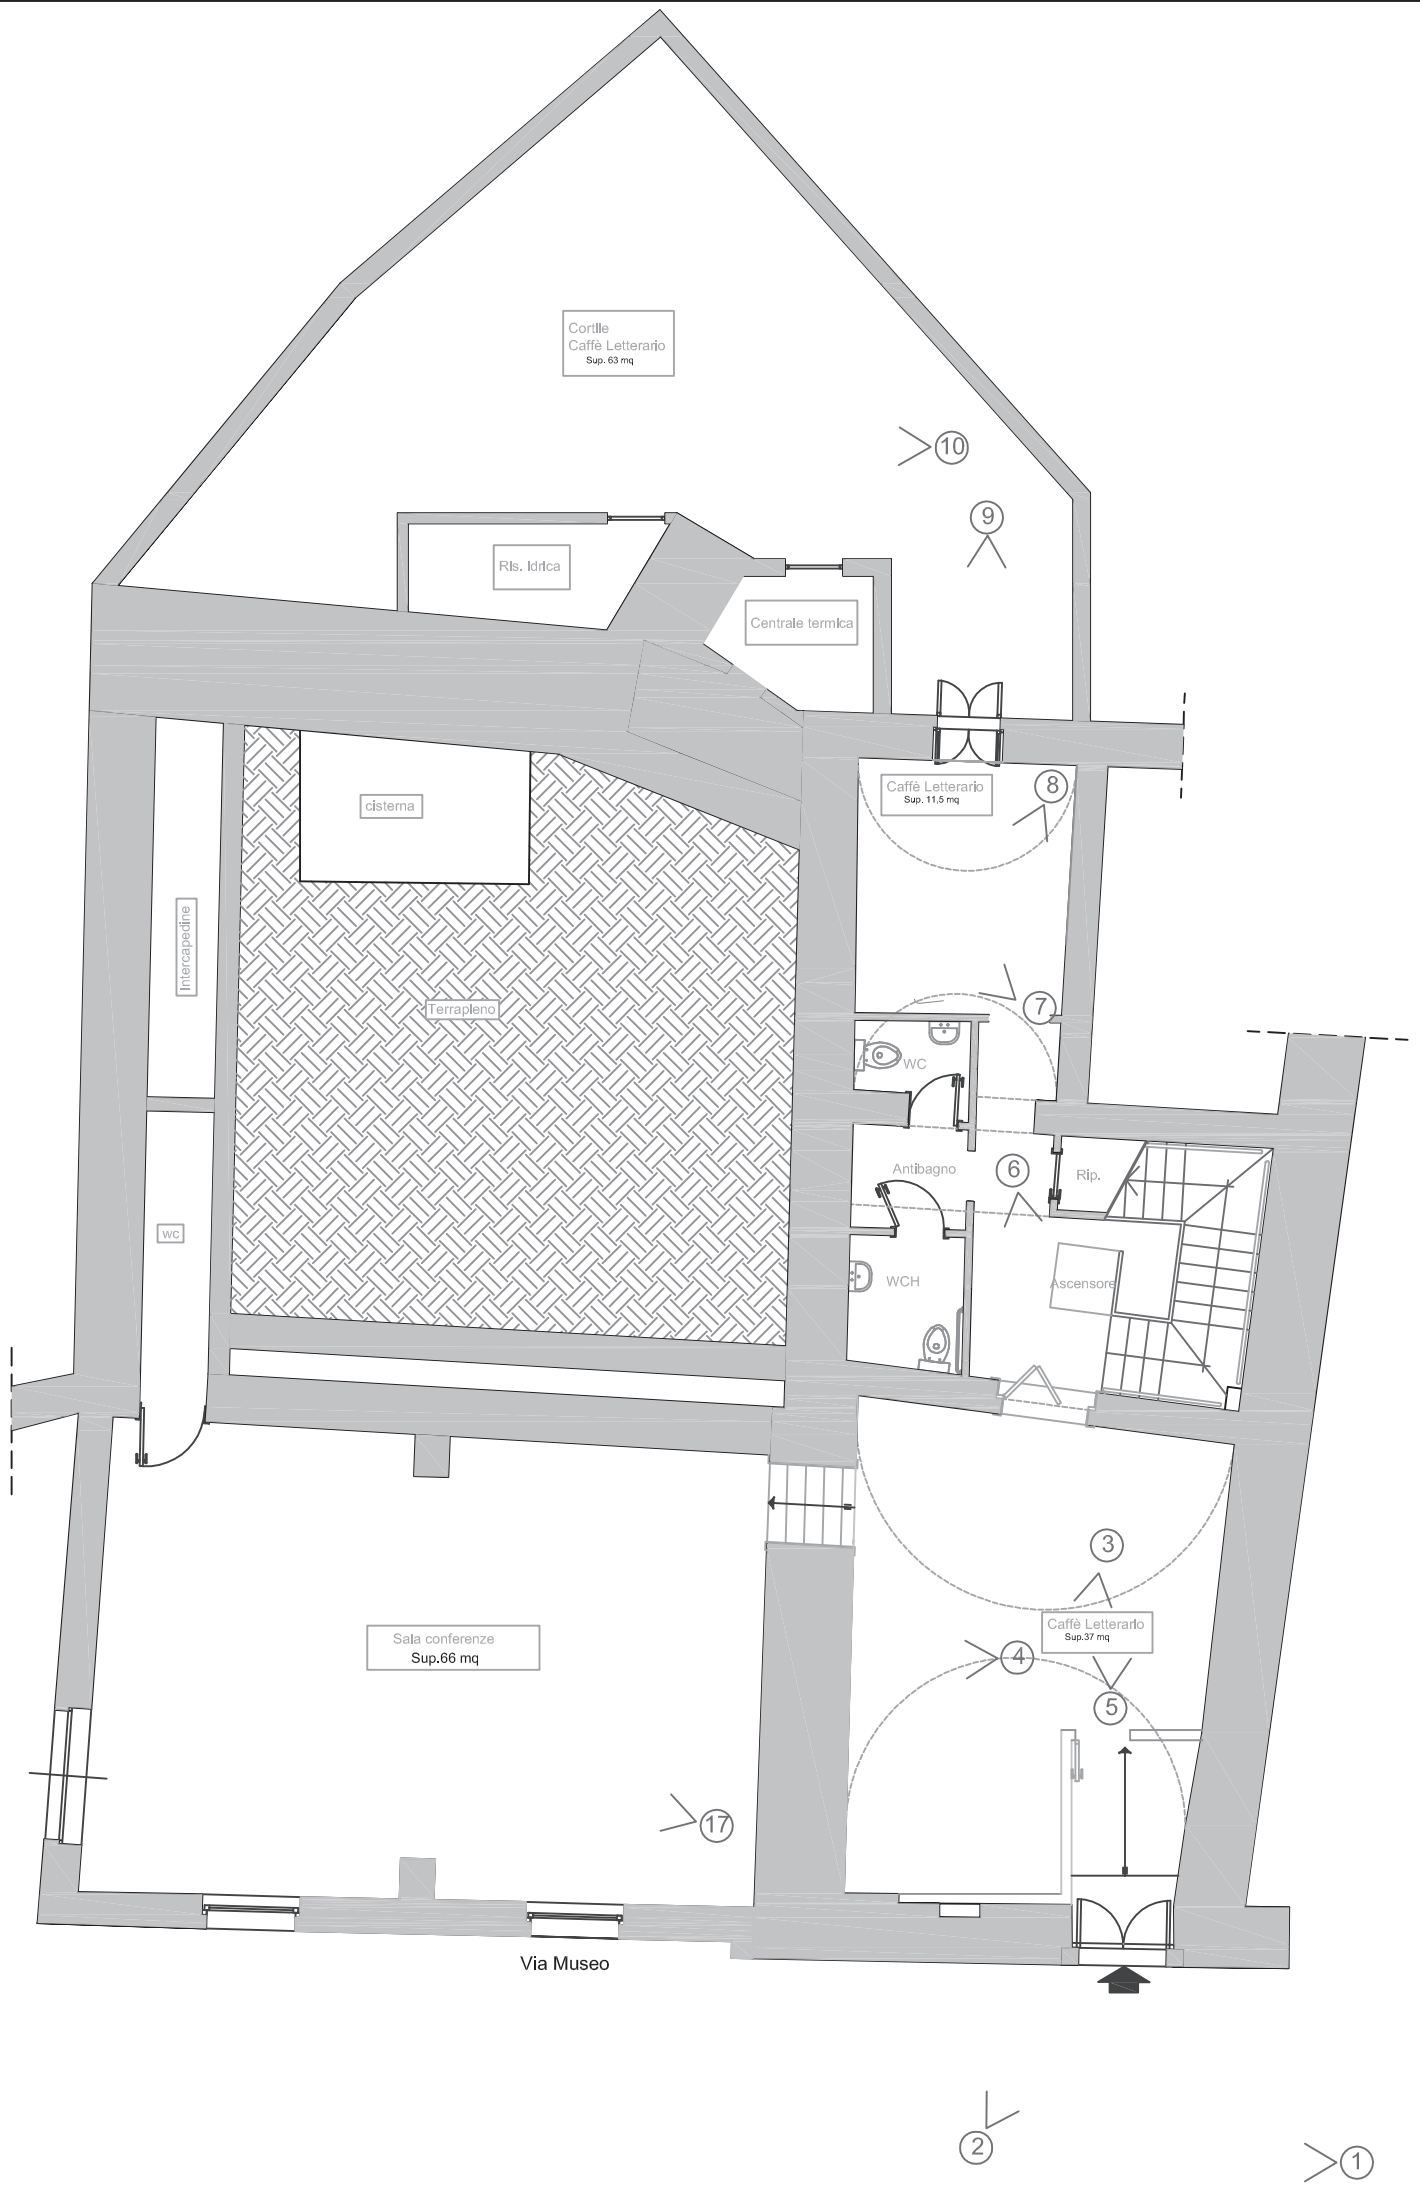 Cortile
Caffè Letterario
Sup. 63 mq
10
9
Ris. Idrica
Centrale termica
cisterna
Caffè Letterario
Sup. 11,5 mq
8
Intercapedine
Terrapieno
7
WC
Antibagno
6
Rip.
wc
WCH
Ascensore
3
Caffè Letterario
Sup.37 mq
Sala conferenze
Sup.66 mq
4
5
17
Via Museo
2
1